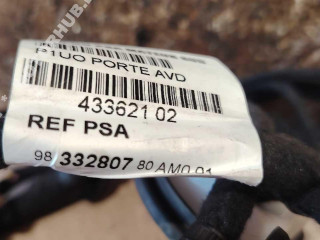 P1UO PORTE AVD
433621 02
REF PSA
98 332807 80 AM0 01